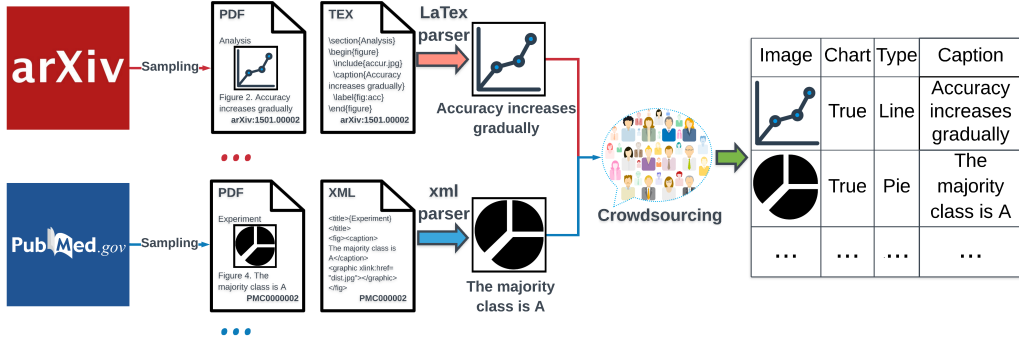 arXiv
Sampling
PDF
Analysis
Figure 2. Accuracy
increases gradually
arXiv:1501.00002
TEX
\section{Analysis}
\begin{figure}
\include{accur.jpg}
\caption{Accuracy
increases gradually}
\label{fig:acc}
\end{figure}
arXiv:1501.00002
LaTex
parser
Accuracy increases
gradually
PubMed.gov
Sampling
PDF
Experiment
Figure 4. The
majority class is A
PMC0000002
XML
<title>{Experiment)
</title>
<fig><caption>
The majority class is
A</caption>
<graphic xlink:href=
"dist.jpg"></graphic>
</fig>
PMC000002
xml
parser
The majority
class is A
Crowdsourcing
Image Chart Type Caption
True Line Accuracy
increases
gradually
True Pie The
majority
class is A
... ... ... ...